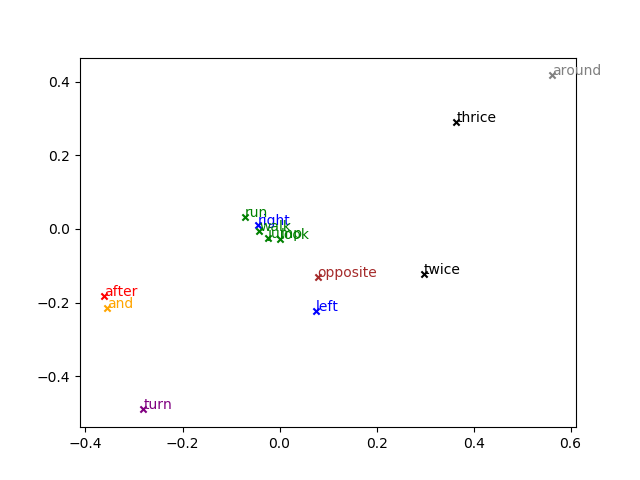 0.4
0.2
0.0
−0.2
−0.4
around
thrice
run
right
walk
jump
look
opposite
twice
after
and
left
turn
−0.4
−0.2
0.0
0.2
0.4
0.6